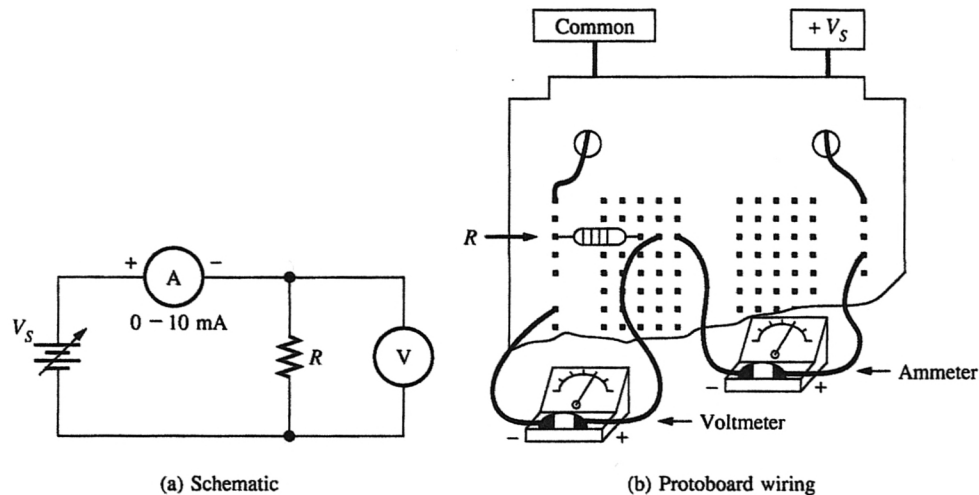 Common
+ V_S
R
+ A −
0 − 10 mA
V_S
R
V
− + Ammeter
− + Voltmeter
(a) Schematic
(b) Protoboard wiring